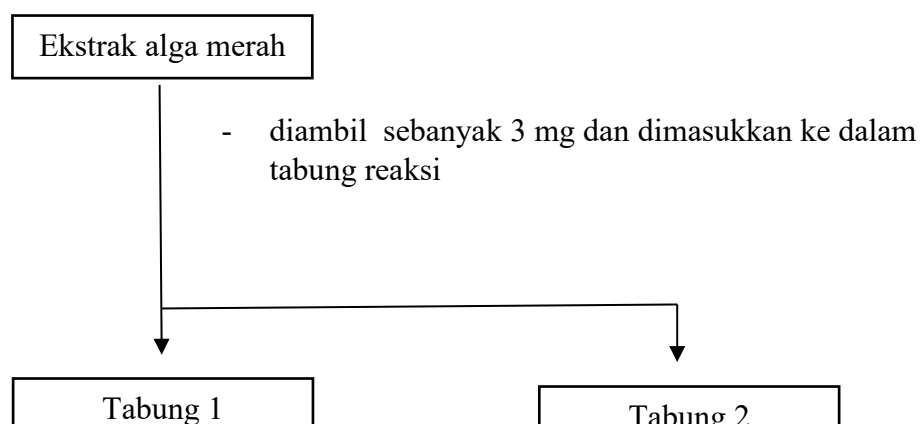 Ekstrak alga merah
- diambil sebanyak 3 mg dan dimasukkan ke dalam
tabung reaksi
Tabung 1
Tabung 2